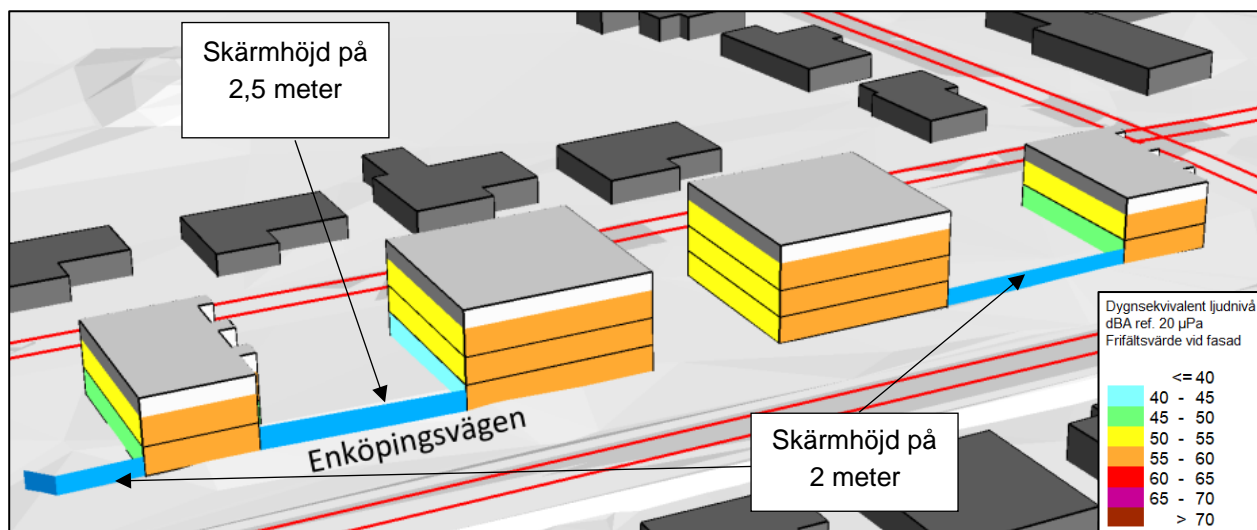 Skärmhöjd på
2,5 meter
Enköpingsvägen
Skärmhöjd på
2 meter
Dygnsekvivalent ljudnivå
dBA ref. 20 µPa
Frifältsvärde vid fasad
<= 40
40 - 45
45 - 50
50 - 55
55 - 60
60 - 65
65 - 70
> 70